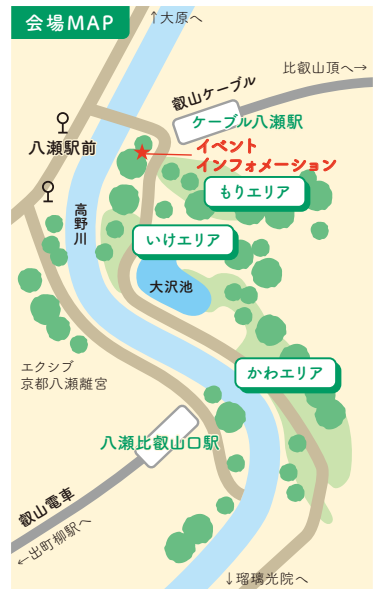 会場MAP
↑大原へ
比叡山頂へ→
叡山ケーブル
ケーブル八瀬駅
八瀬駅前
イベント
インフォメーション
もりエリア
高野川
いけエリア
大沢池
エクシブ
京都八瀬離宮
かわエリア
八瀬比叡山口駅
叡山電車
←出町柳駅へ
↓瑠璃光院へ